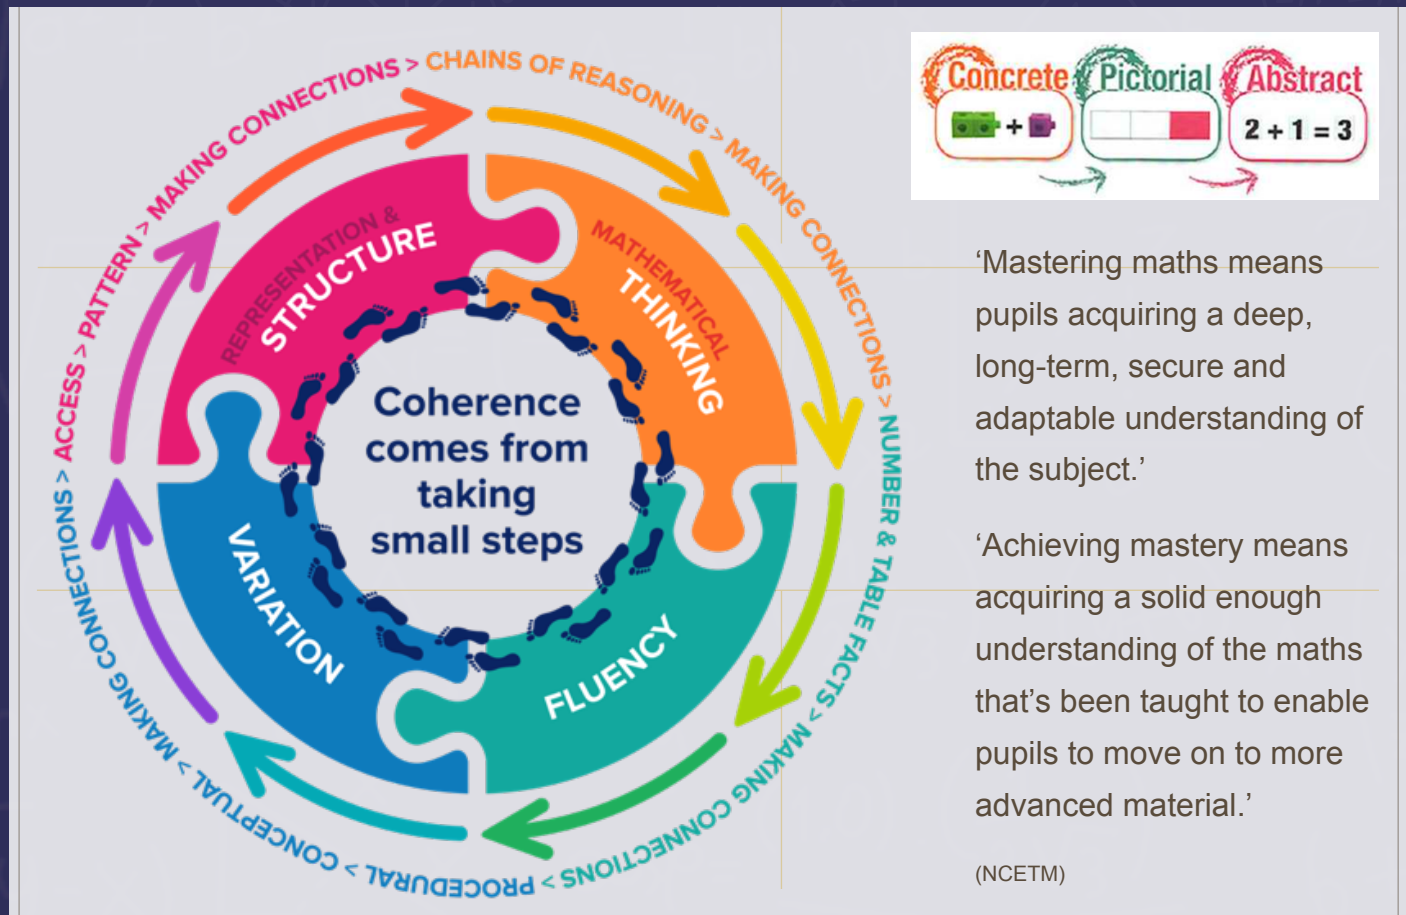 ACCESS > PATTERN > MAKING CONNECTIONS > CHAINS OF REASONING > MAKING CONNECTIONS > NUMBER & TABLE FACTS > MAKING CONNECTIONS > PROCEDURAL > CONCEPTUAL > MAKING CONNECTIONS >
REPRESENTATION &
STRUCTURE
MATHEMATICAL
THINKING
Coherence
comes from
taking
small steps
VARIATION
FLUENCY
Concrete Pictorial Abstract
+ 2 + 1 = 3
‘Mastering maths means
pupils acquiring a deep,
long-term, secure and
adaptable understanding of
the subject.’
‘Achieving mastery means
acquiring a solid enough
understanding of the maths
that’s been taught to enable
pupils to move on to more
advanced material.’
(NCETM)